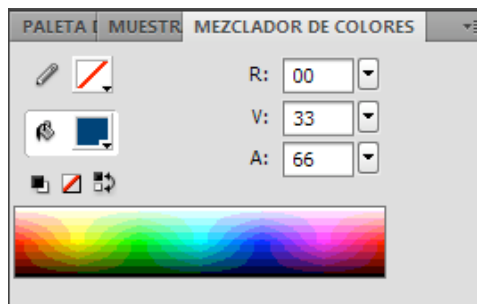 PALETA D MUESTR MEZCLADOR DE COLORES
R: 00
V: 33
A: 66